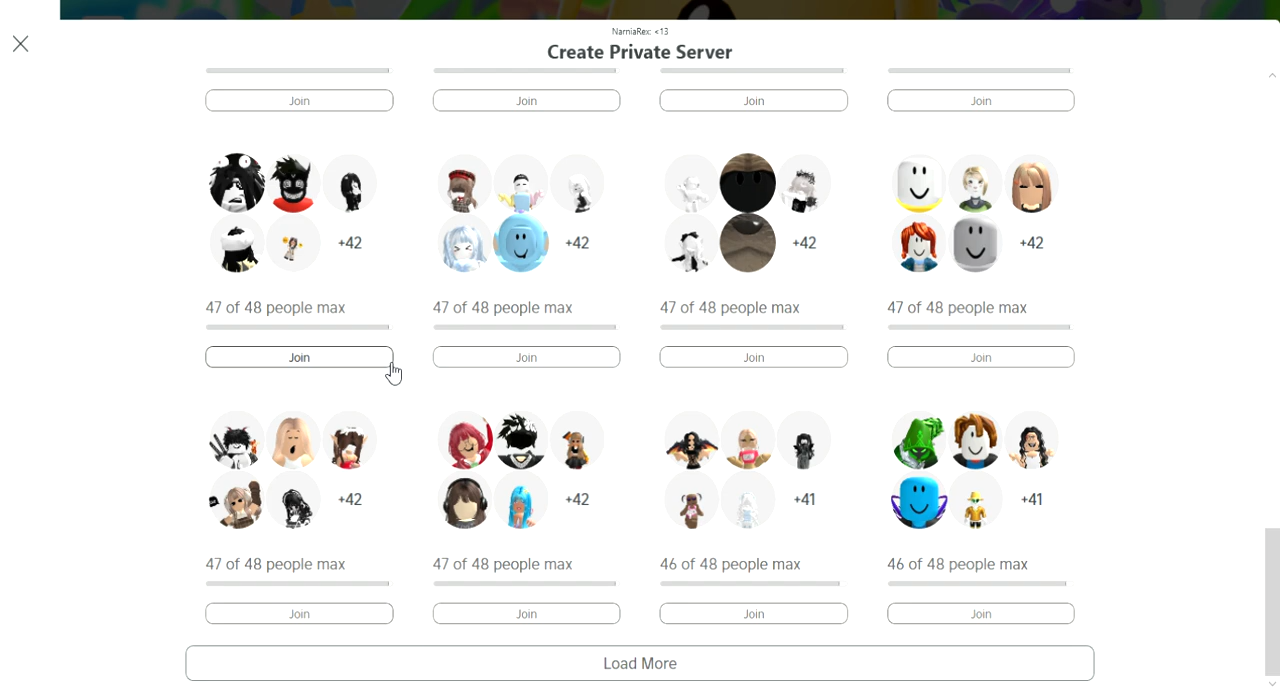 NarniaRex: <13
Create Private Server
Join Join Join Join
+42 +42 +42 +42
47 of 48 people max 47 of 48 people max 47 of 48 people max 47 of 48 people max
Join Join Join Join
+42 +42 +41 +41
47 of 48 people max 47 of 48 people max 46 of 48 people max 46 of 48 people max
Join Join Join Join
Load More